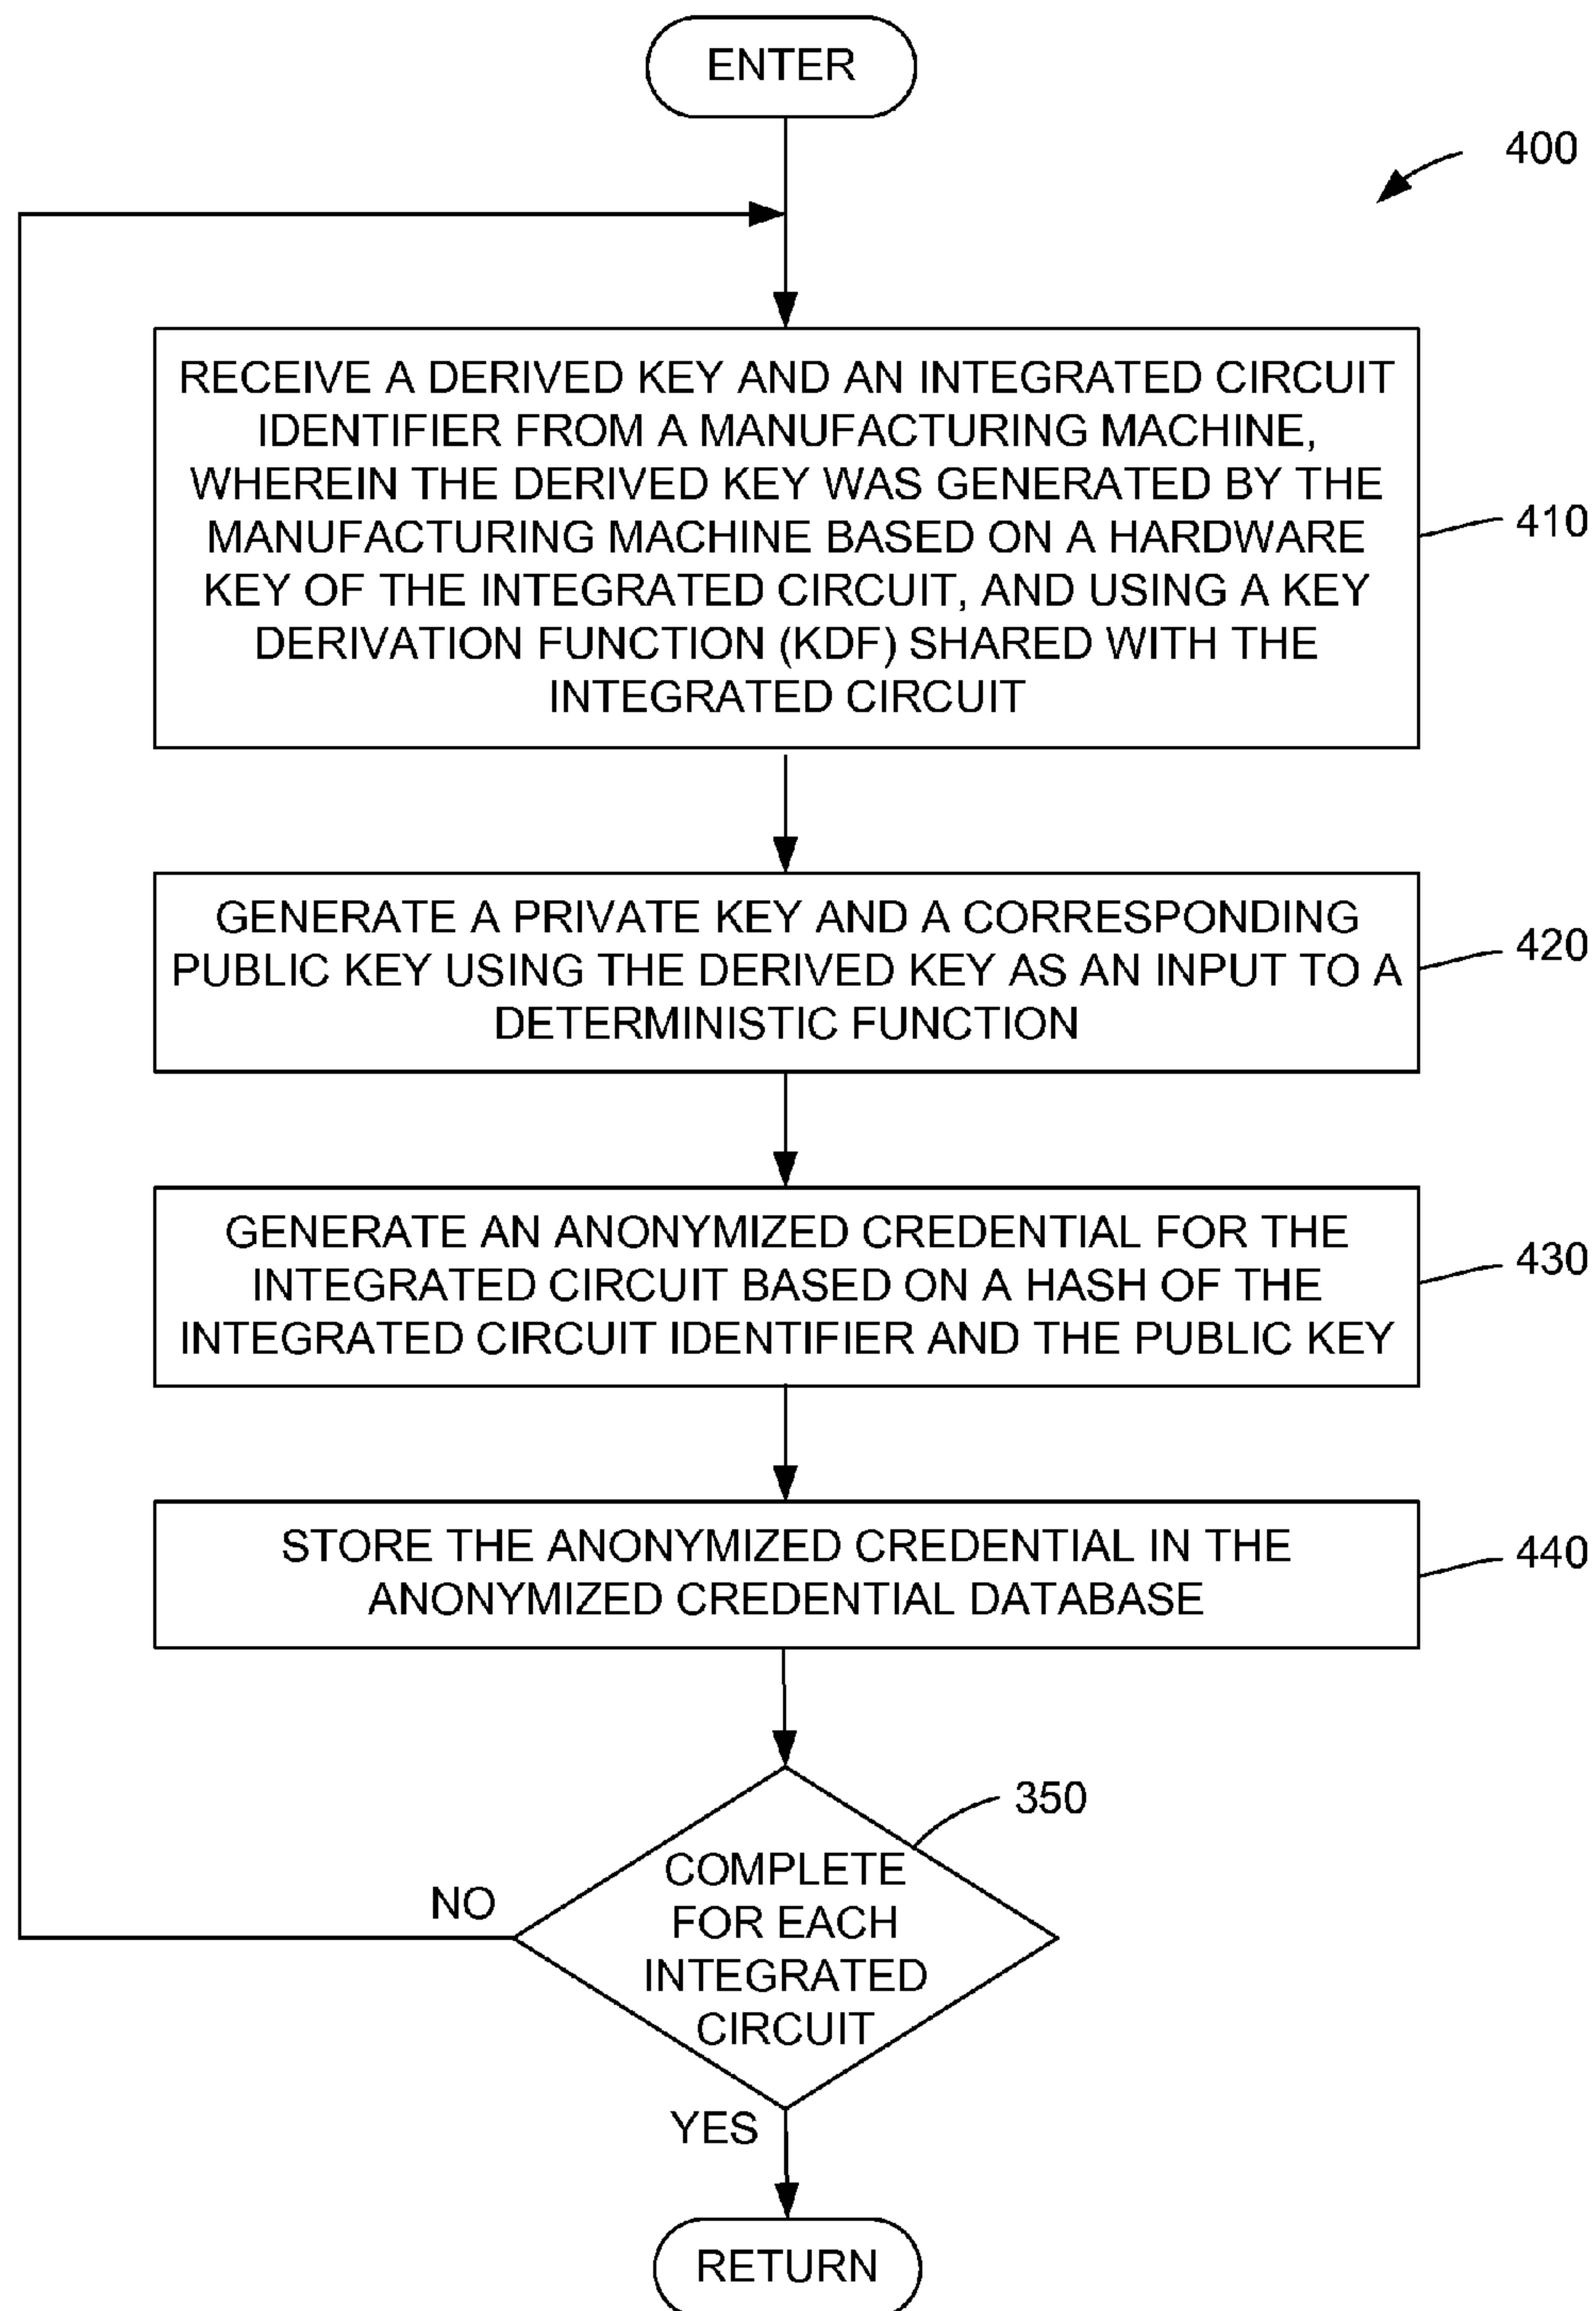 ENTER
400
RECEIVE A DERIVED KEY AND AN INTEGRATED CIRCUIT
IDENTIFIER FROM A MANUFACTURING MACHINE,
WHEREIN THE DERIVED KEY WAS GENERATED BY THE
MANUFACTURING MACHINE BASED ON A HARDWARE
KEY OF THE INTEGRATED CIRCUIT, AND USING A KEY
DERIVATION FUNCTION (KDF) SHARED WITH THE
INTEGRATED CIRCUIT
410
GENERATE A PRIVATE KEY AND A CORRESPONDING
PUBLIC KEY USING THE DERIVED KEY AS AN INPUT TO A
DETERMINISTIC FUNCTION
420
GENERATE AN ANONYMIZED CREDENTIAL FOR THE
INTEGRATED CIRCUIT BASED ON A HASH OF THE
INTEGRATED CIRCUIT IDENTIFIER AND THE PUBLIC KEY
430
STORE THE ANONYMIZED CREDENTIAL IN THE
ANONYMIZED CREDENTIAL DATABASE
440
350
COMPLETE
FOR EACH
INTEGRATED
CIRCUIT
NO
YES
RETURN